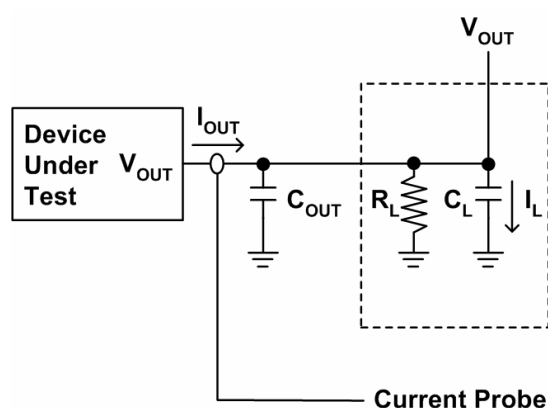 V_OUT
Device
Under
Test
V_OUT
I_OUT
C_OUT
R_L
C_L
I_L
Current Probe